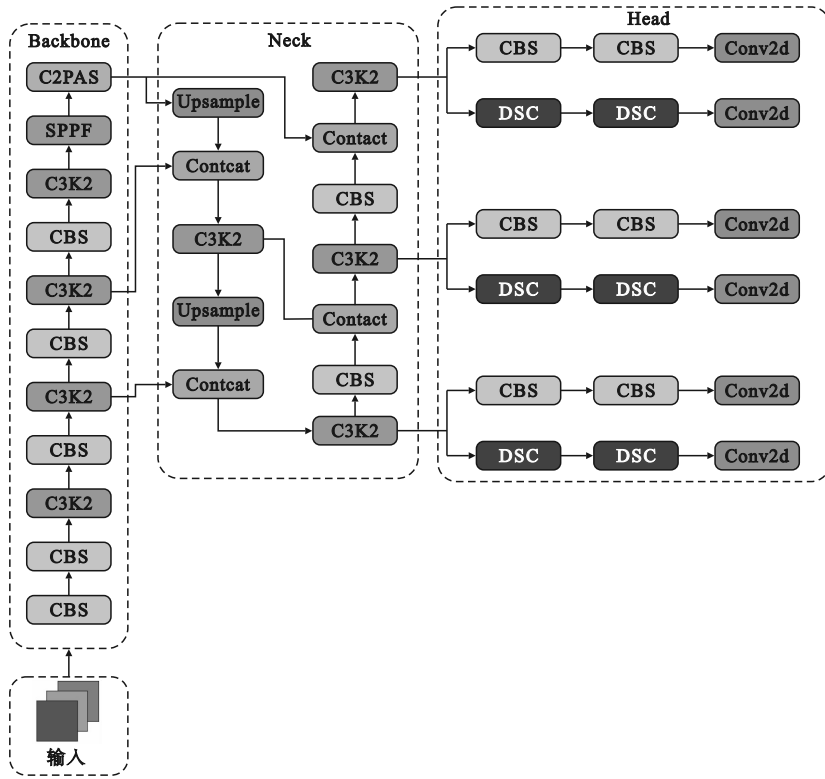 Backbone
C2PAS
SPPF
C3K2
CBS
C3K2
CBS
C3K2
CBS
C3K2
CBS
CBS
输入
Neck
Upsample
Contcat
C3K2
Upsample
Contcat
C3K2
Contact
CBS
C3K2
Contact
CBS
C3K2
Head
CBS CBS Conv2d
DSC DSC Conv2d
CBS CBS Conv2d
DSC DSC Conv2d
CBS CBS Conv2d
DSC DSC Conv2d